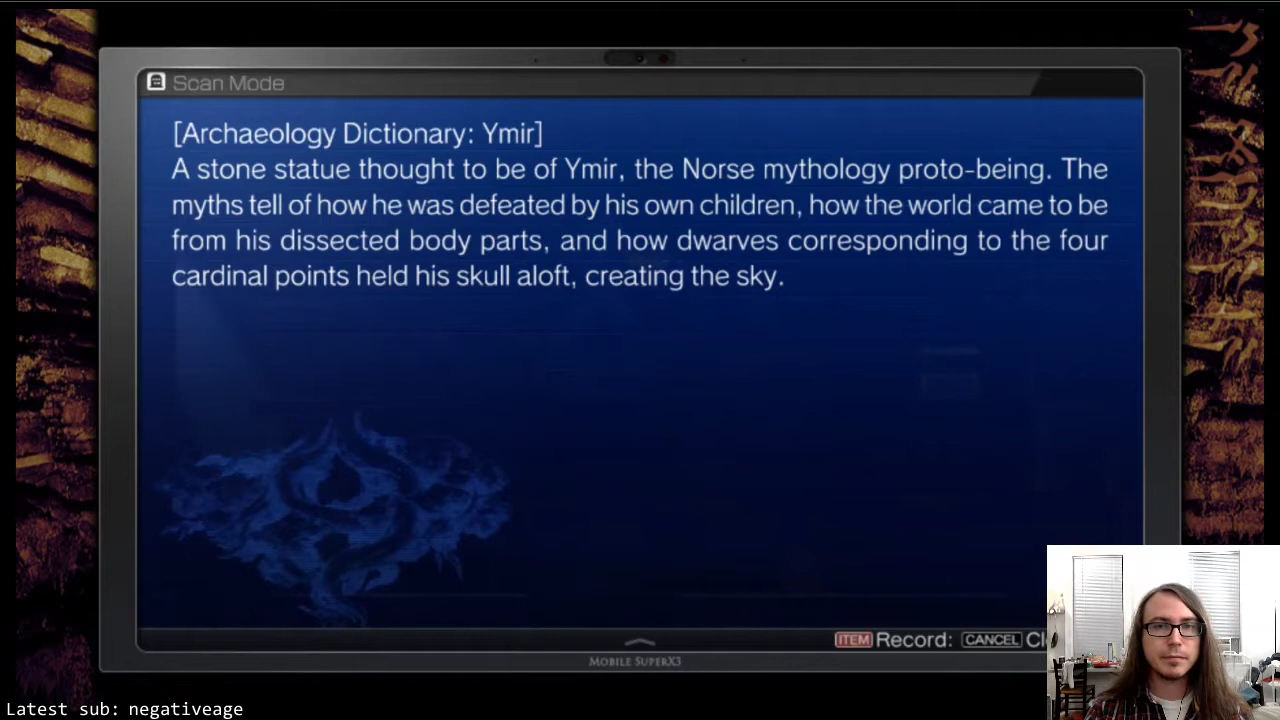 Scan Mode
[Archaeology Dictionary: Ymir]
A stone statue thought to be of Ymir, the Norse mythology proto-being. The
myths tell of how he was defeated by his own children, how the world came to be
from his dissected body parts, and how dwarves corresponding to the four
cardinal points held his skull aloft, creating the sky.
ITEM Record: CANCEL Cl
MOBILE SUPERX3
Latest sub: negativeage